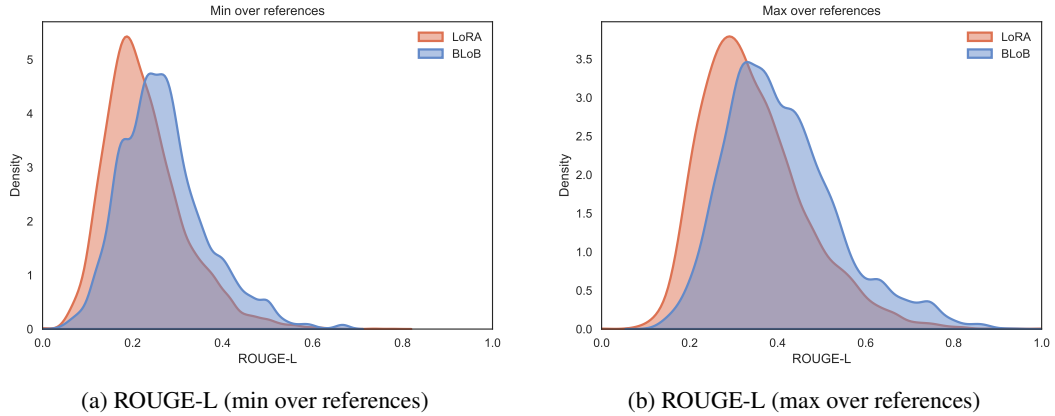 Min over references
LoRA
BLoB
Density
5
4
3
2
1
0
0.0 0.2 0.4 0.6 0.8 1.0
ROUGE-L
(a) ROUGE-L (min over references)
Max over references
LoRA
BLoB
Density
3.5
3.0
2.5
2.0
1.5
1.0
0.5
0.0
0.0 0.2 0.4 0.6 0.8 1.0
ROUGE-L
(b) ROUGE-L (max over references)